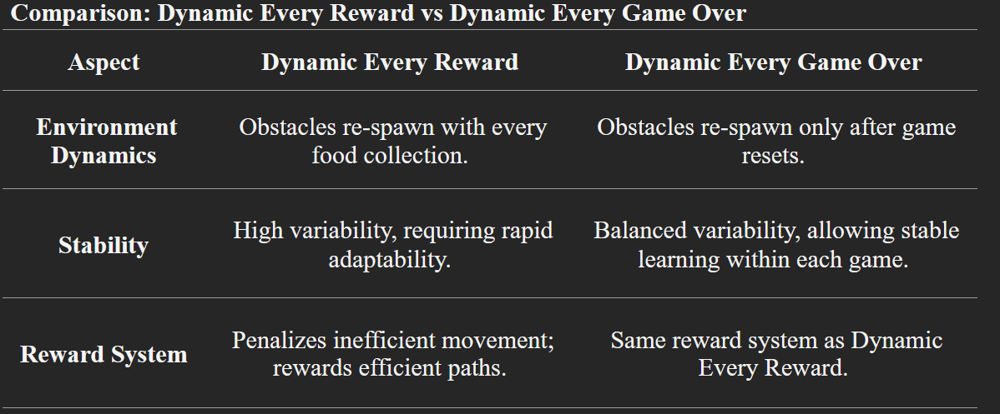 Comparison: Dynamic Every Reward vs Dynamic Every Game Over
Aspect Dynamic Every Reward Dynamic Every Game Over
Environment Dynamics
Obstacles re-spawn with every
food collection.
Obstacles re-spawn only after game
resets.
Stability
High variability, requiring rapid
adaptability.
Balanced variability, allowing stable
learning within each game.
Reward System
Penalizes inefficient movement;
rewards efficient paths.
Same reward system as Dynamic
Every Reward.